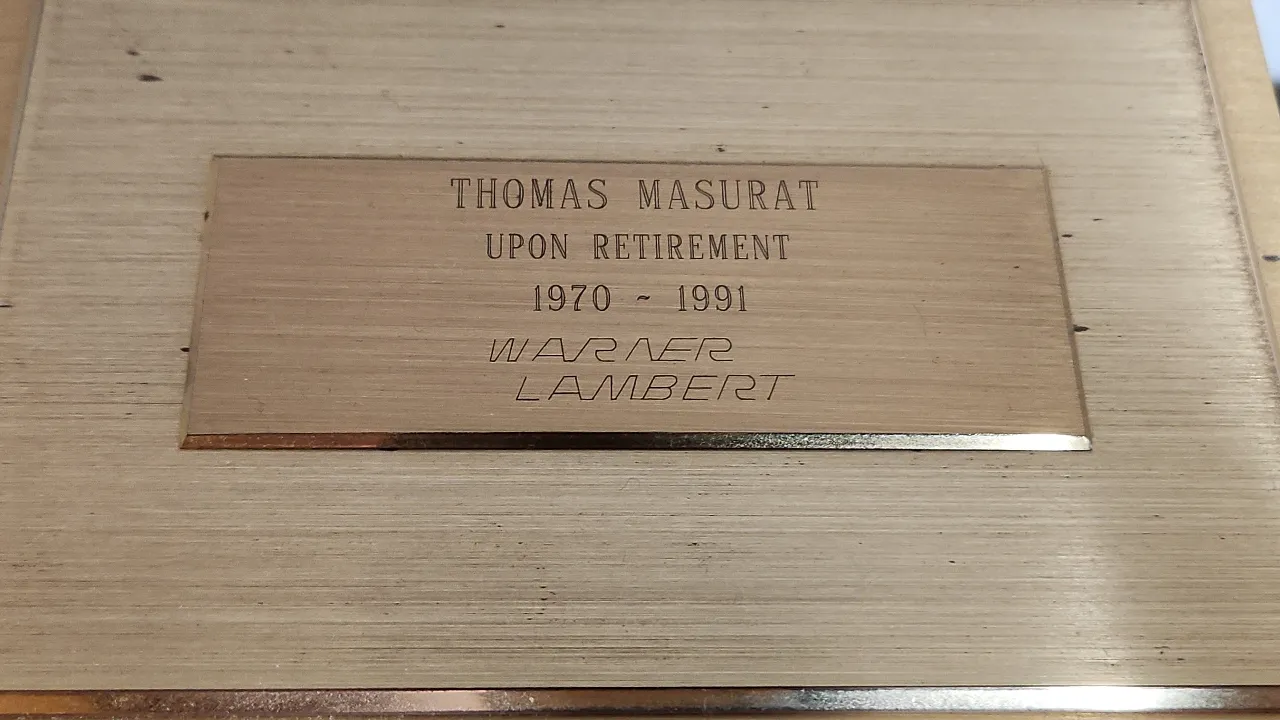 THOMAS MASURAT
UPON RETIREMENT
1970 ~ 1991
WARNER
LAMBERT